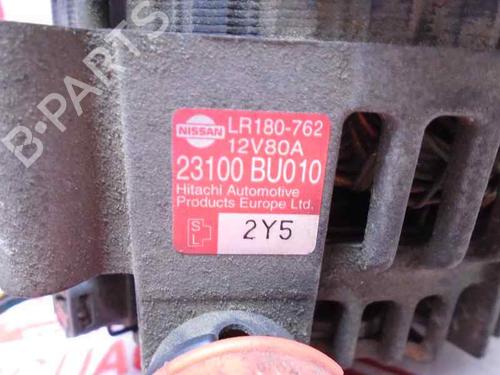 B-PARTS
NISSAN
LR180-762
12V80A
23100 BU010
Hitachi Automotive
Products Europe Ltd.
S
L
2Y5